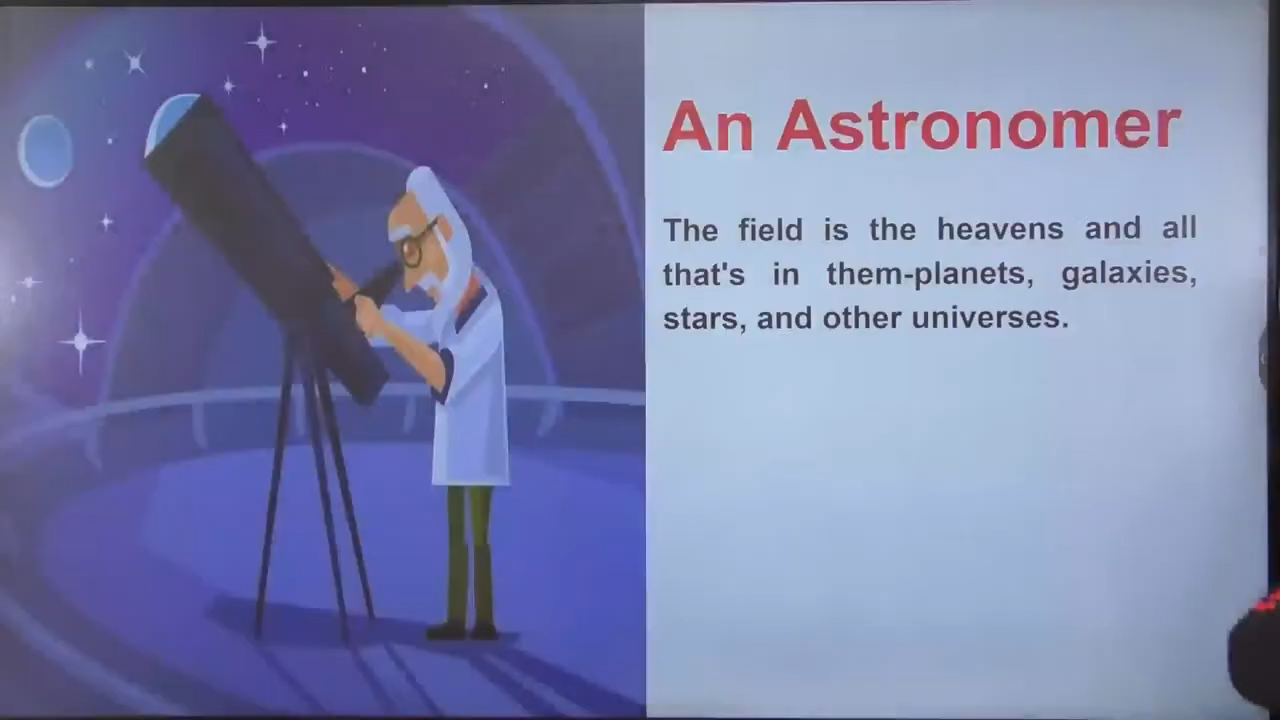 An Astronomer
The field is the heavens and all
that's in them-planets, galaxies,
stars, and other universes.